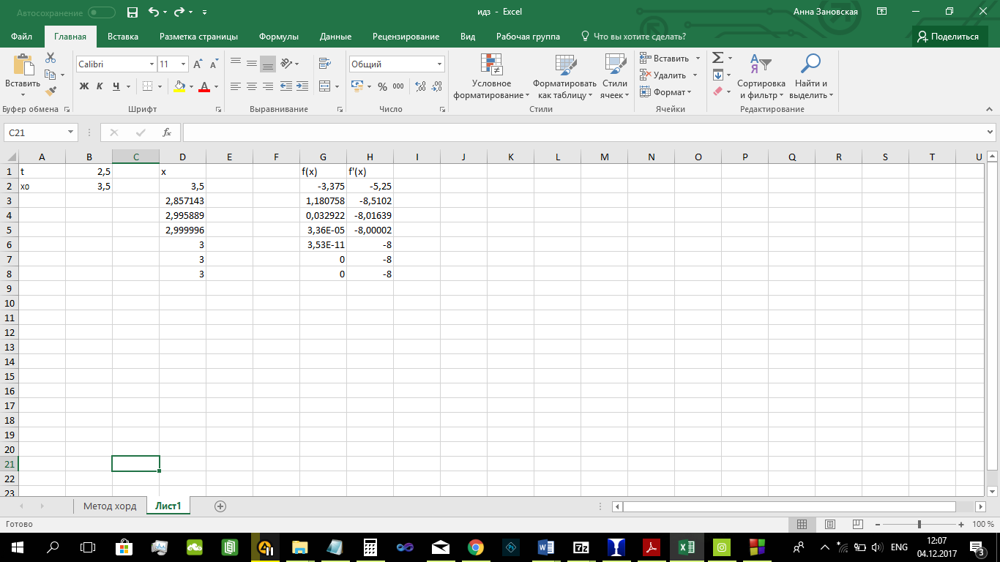 Автосохранение
идз - Excel
Анна Зановская
Файл Главная Вставка Разметка страницы Формулы Данные Рецензирование Вид Рабочая группа Что вы хотите сделать? Поделиться
Вставить
Calibri 11
Ж К Ч А
Общий
% 000
Условное форматирование
Форматировать как таблицу
Стили ячеек
Вставить
Удалить
Формат
Сортировка и фильтр
Найти и выделить
Буфер обмена Шрифт Выравнивание Число Стили Ячейки Редактирование
C21 fx
A B C D E F G H I J K L M N O P Q R S T U
1 t 2,5 x f(x) f'(x)
2 xo 3,5 3,5 -3,375 -5,25
3 2,857143 1,180758 -8,5102
4 2,995889 0,032922 -8,01639
5 2,999996 3,36E-05 -8,00002
6 3 3,53E-11 -8
7 3 0 -8
8 3 0 -8
9
10
11
12
13
14
15
16
17
18
19
20
21
22
23
Метод хорд Лист1
Готово 100 %
ENG 12:07
04.12.2017
3